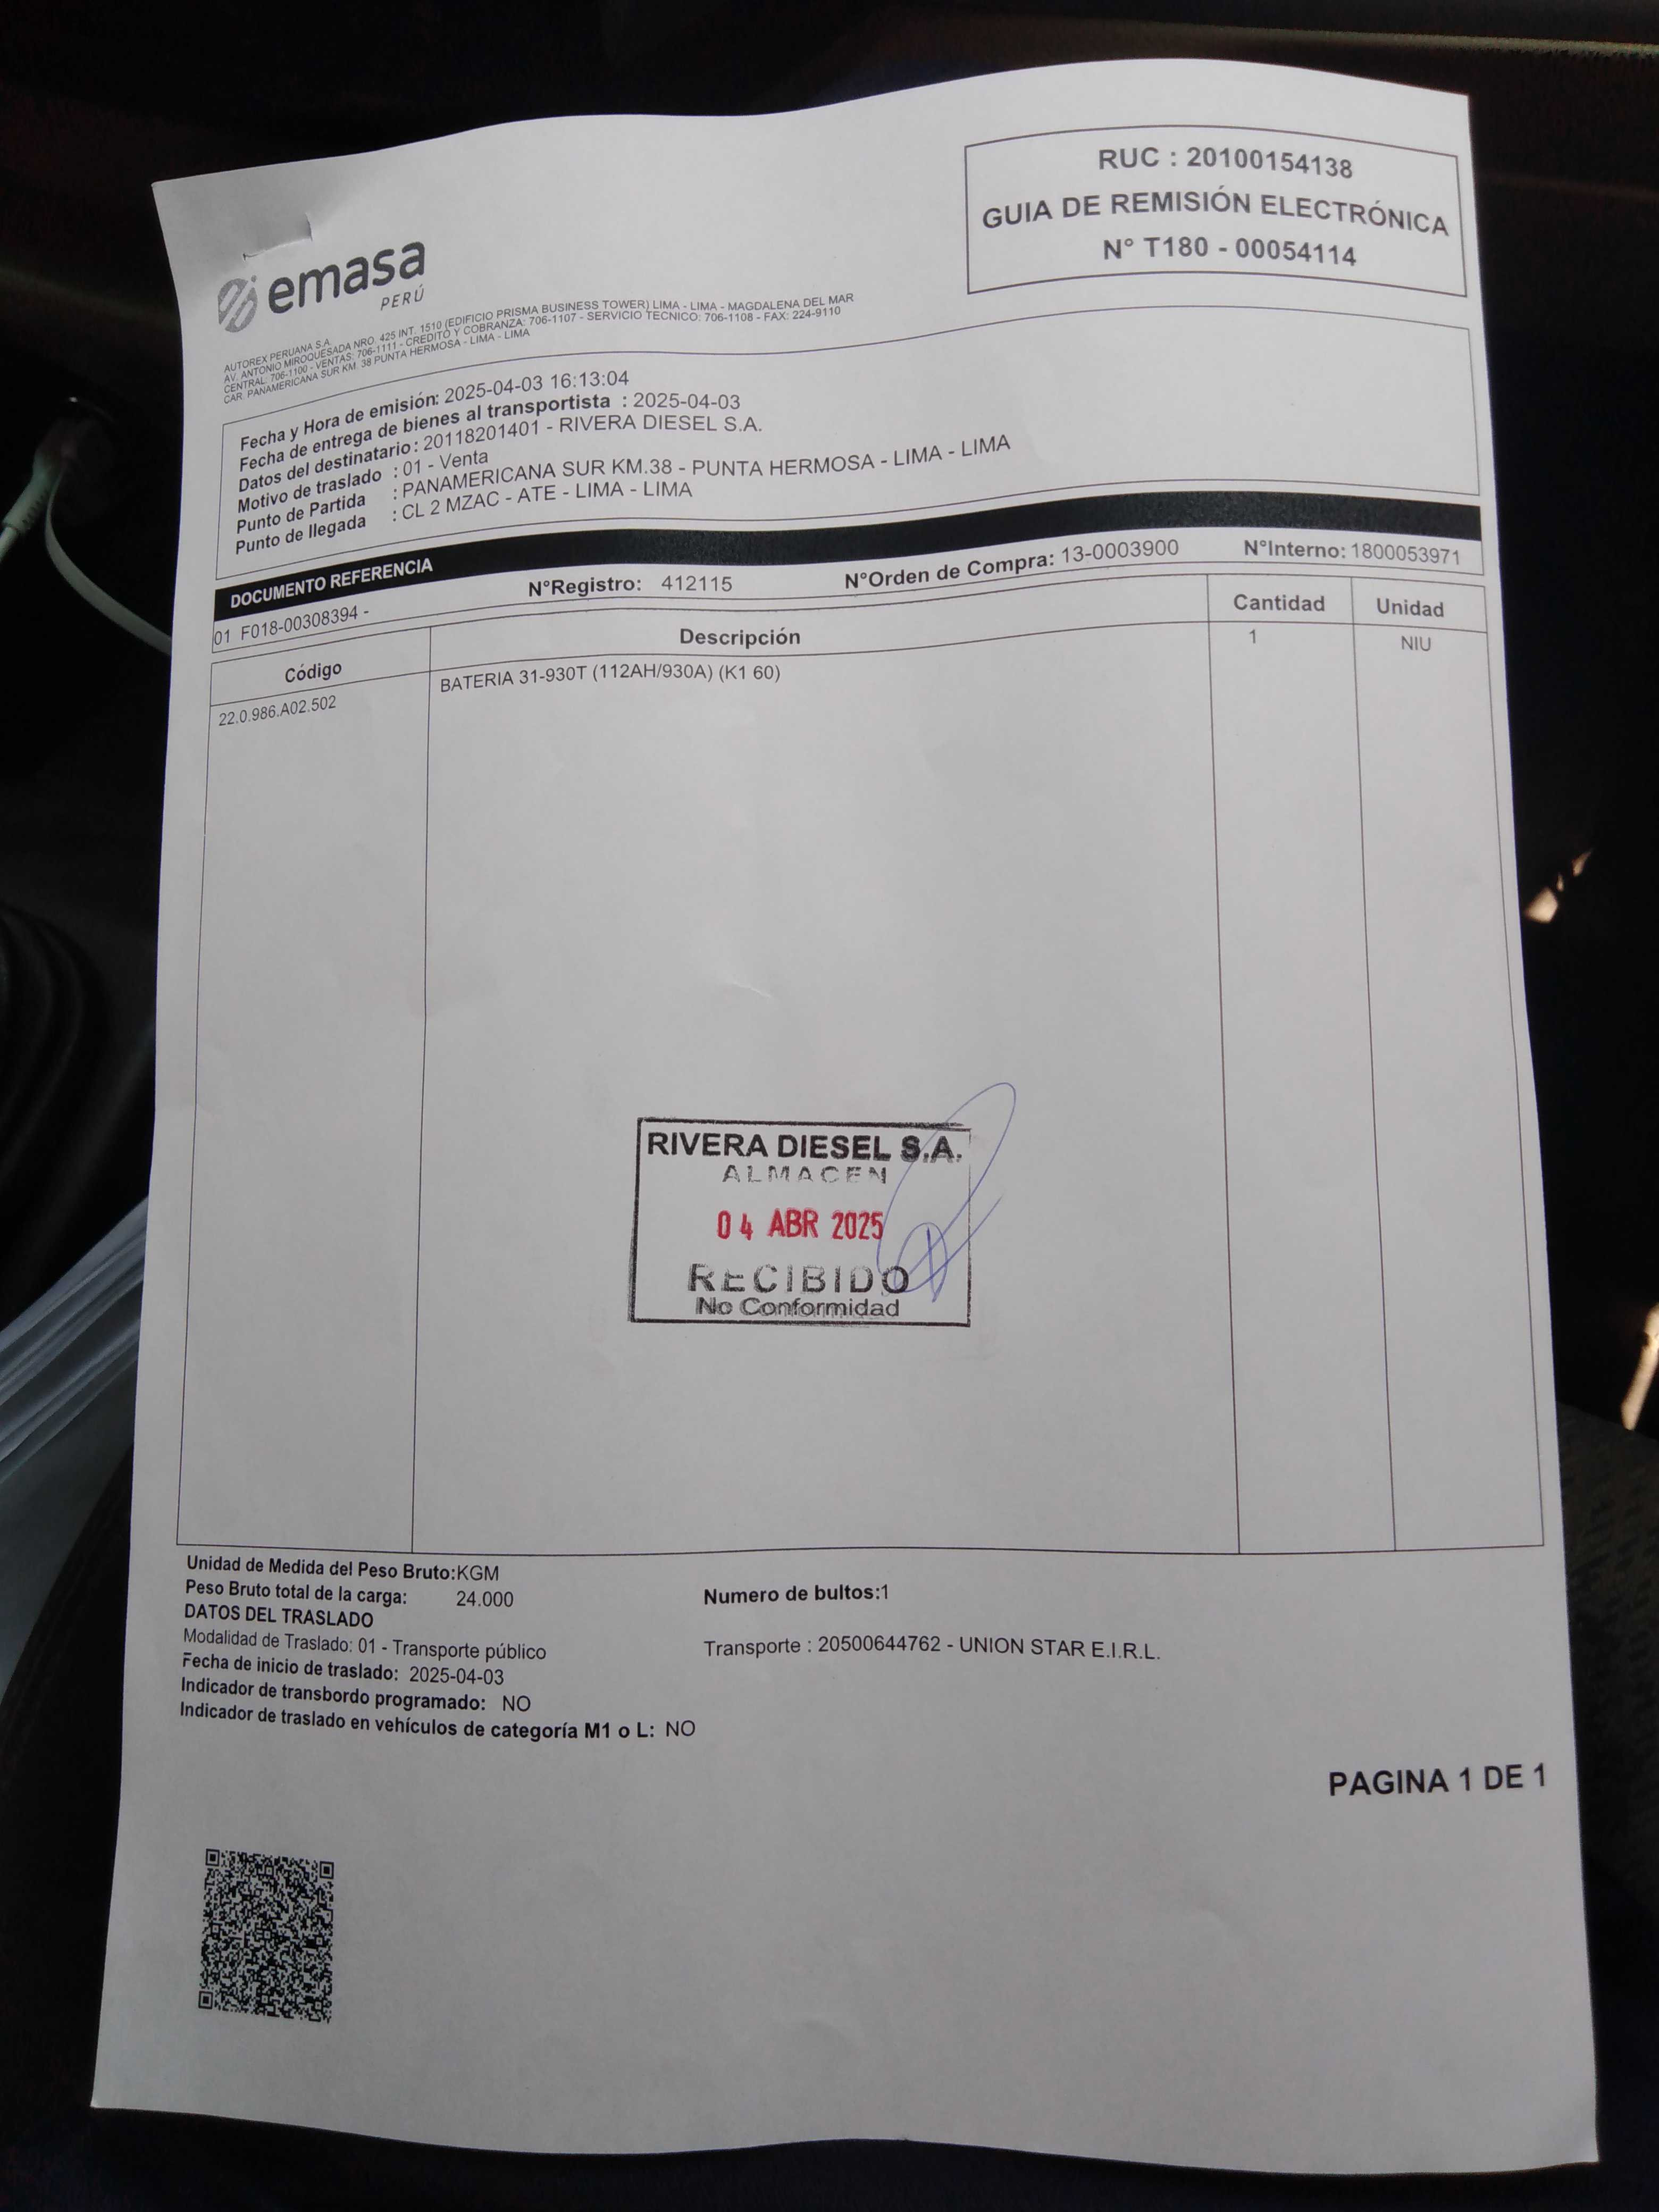 RUC : 20100154138
GUIA DE REMISIÓN ELECTRÓNICA
N° T180 - 00054114
emasa
PERÚ
AUTOREX PERUANA S.A.
AV. ANTONIO MIROQUESADA NRO. 425 INT. 1510 (EDIFICIO PRISMA BUSINESS TOWER) LIMA - LIMA - MAGDALENA DEL MAR
CENTRAL: 706-1100 - VENTAS: 706-1111 - CREDITO Y COBRANZA: 706-1107 - SERVICIO TECNICO: 706-1108 - FAX: 224-9110
CAR. PANAMERICANA SUR KM. 38 PUNTA HERMOSA - LIMA - LIMA
Fecha y Hora de emisión: 2025-04-03 16:13:04
Fecha de entrega de bienes al transportista : 2025-04-03
Datos del destinatario : 20118201401 - RIVERA DIESEL S.A.
Motivo de traslado : 01 - Venta
Punto de Partida : PANAMERICANA SUR KM.38 - PUNTA HERMOSA - LIMA - LIMA
Punto de llegada : CL 2 MZAC - ATE - LIMA - LIMA
DOCUMENTO REFERENCIA
01 F018-00308394 - N°Registro: 412115 N°Orden de Compra: 13-0003900 N°Interno: 1800053971
Código Descripción Cantidad Unidad
22.0.986.A02.502 BATERIA 31-930T (112AH/930A) (K1 60) 1 NIU
RIVERA DIESEL S.A.
ALMACEN
04 ABR 2025
RECIBIDO
No Conformidad
Unidad de Medida del Peso Bruto:KGM
Peso Bruto total de la carga: 24.000 Numero de bultos:1
DATOS DEL TRASLADO
Modalidad de Traslado: 01 - Transporte público Transporte : 20500644762 - UNION STAR E.I.R.L.
Fecha de inicio de traslado: 2025-04-03
Indicador de transbordo programado: NO
Indicador de traslado en vehículos de categoría M1 o L: NO
PAGINA 1 DE 1